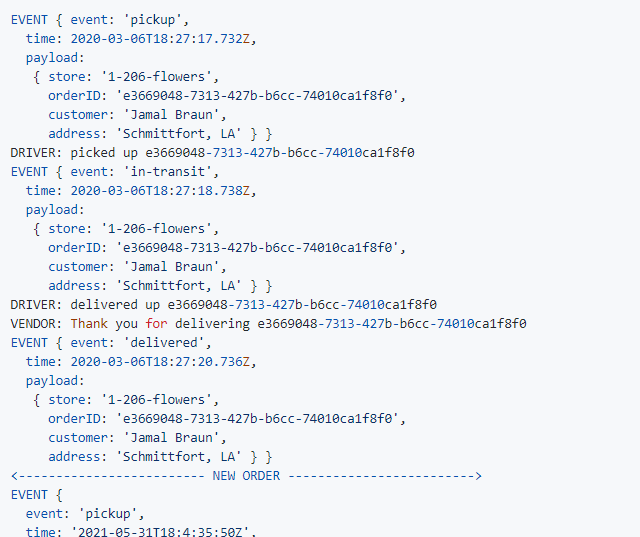 EVENT { event: 'pickup',
time: 2020-03-06T18:27:17.732Z,
payload:
{ store: '1-206-flowers',
orderID: 'e3669048-7313-427b-b6cc-74010ca1f8f0',
customer: 'Jamal Braun',
address: 'Schmittfort, LA' } }
DRIVER: picked up e3669048-7313-427b-b6cc-74010ca1f8f0
EVENT { event: 'in-transit',
time: 2020-03-06T18:27:18.738Z,
payload:
{ store: '1-206-flowers',
orderID: 'e3669048-7313-427b-b6cc-74010ca1f8f0',
customer: 'Jamal Braun',
address: 'Schmittfort, LA' } }
DRIVER: delivered up e3669048-7313-427b-b6cc-74010ca1f8f0
VENDOR: Thank you for delivering e3669048-7313-427b-b6cc-74010ca1f8f0
EVENT { event: 'delivered',
time: 2020-03-06T18:27:20.736Z,
payload:
{ store: '1-206-flowers',
orderID: 'e3669048-7313-427b-b6cc-74010ca1f8f0',
customer: 'Jamal Braun',
address: 'Schmittfort, LA' } }
<------------------------- NEW ORDER ------------------------->
EVENT {
event: 'pickup',
time: '2021-05-31T18:4:35:50Z',